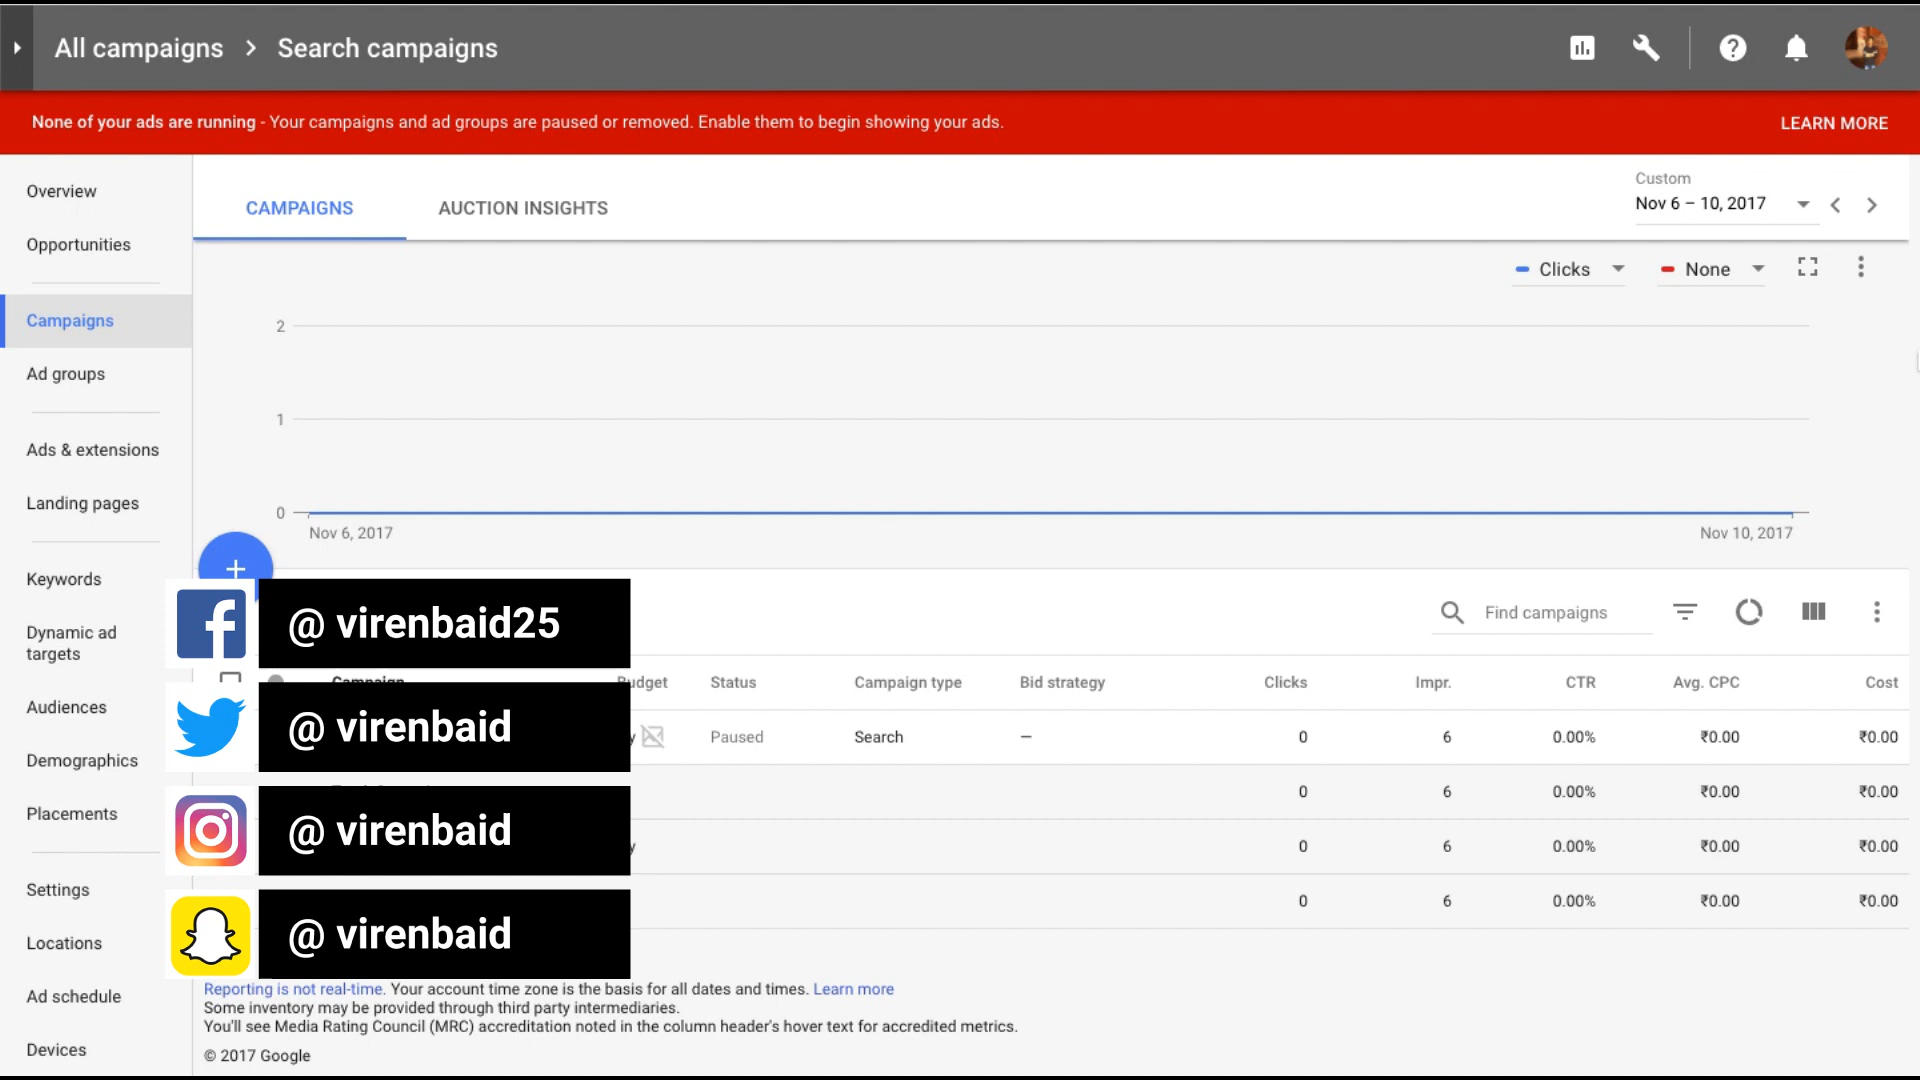 All campaigns > Search campaigns
None of your ads are running - Your campaigns and ad groups are paused or removed. Enable them to begin showing your ads.
LEARN MORE
Overview
Opportunities
Campaigns
Ad groups
Ads & extensions
Landing pages
Keywords
Dynamic ad
targets
Audiences
Demographics
Placements
Settings
Locations
Ad schedule
Devices
CAMPAIGNS
AUCTION INSIGHTS
Custom
Nov 6 – 10, 2017
Clicks
None
2
1
0
Nov 6, 2017
Nov 10, 2017
+
Find campaigns
@ virenbaid25
@ virenbaid
@ virenbaid
@ virenbaid
Campaign Budget Status Campaign type Bid strategy Clicks Impr. CTR Avg. CPC Cost
y Paused Search – 0 6 0.00% ₹0.00 ₹0.00
0 6 0.00% ₹0.00 ₹0.00
y 0 6 0.00% ₹0.00 ₹0.00
0 6 0.00% ₹0.00 ₹0.00
Reporting is not real-time. Your account time zone is the basis for all dates and times. Learn more
Some inventory may be provided through third party intermediaries.
You'll see Media Rating Council (MRC) accreditation noted in the column header's hover text for accredited metrics.
© 2017 Google